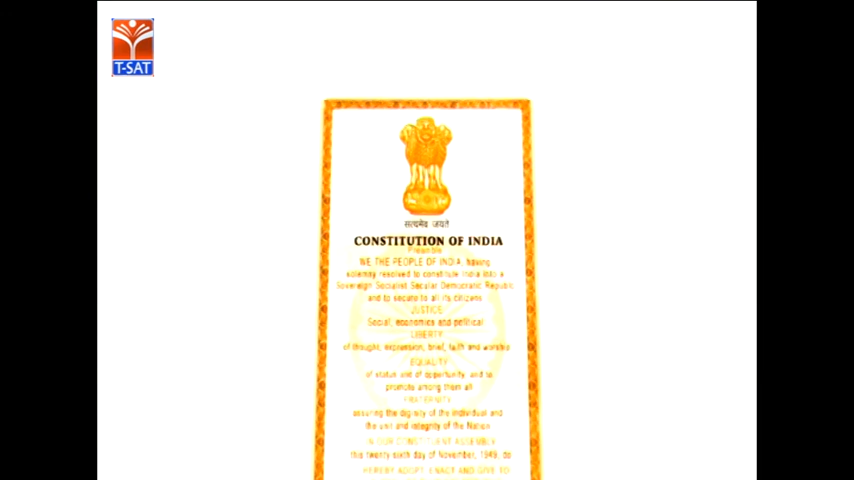 T-SAT
सत्यमेव जयते
CONSTITUTION OF INDIA
Preamble
WE THE PEOPLE OF INDIA, having
solemny resolved to constitute India into a
Sovereign Socialist Secular Democratic Republic
and to secure to all its citizens
JUSTICE
Social, economics and political
LIBERTY
of thought, expression, brief, faith and worship
EQUALITY
of status and of opportunity, and to
promote among them all
FRATERNITY
assuring the dignity of the individual and
the unit and integrity of the Nation
IN OUR CONSTITUENT ASSEMBLY
this twenty sixth day of November, 1949, do
HEREBY ADOPT, ENACT AND GIVE TO